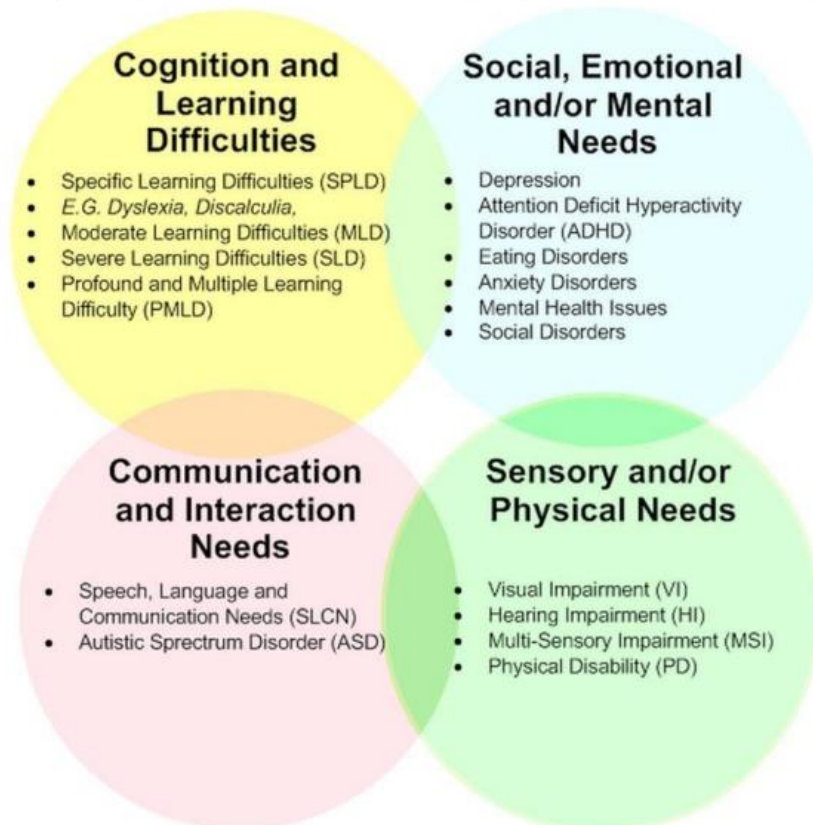 Cognition and
Learning
Difficulties
• Specific Learning Difficulties (SPLD)
• E.G. Dyslexia, Discalculia,
• Moderate Learning Difficulties (MLD)
• Severe Learning Difficulties (SLD)
• Profound and Multiple Learning
Difficulty (PMLD)
Social, Emotional
and/or Mental
Needs
• Depression
• Attention Deficit Hyperactivity
Disorder (ADHD)
• Eating Disorders
• Anxiety Disorders
• Mental Health Issues
• Social Disorders
Communication
and Interaction
Needs
• Speech, Language and
Communication Needs (SLCN)
• Autistic Sprectrum Disorder (ASD)
Sensory and/or
Physical Needs
• Visual Impairment (VI)
• Hearing Impairment (HI)
• Multi-Sensory Impairment (MSI)
• Physical Disability (PD)